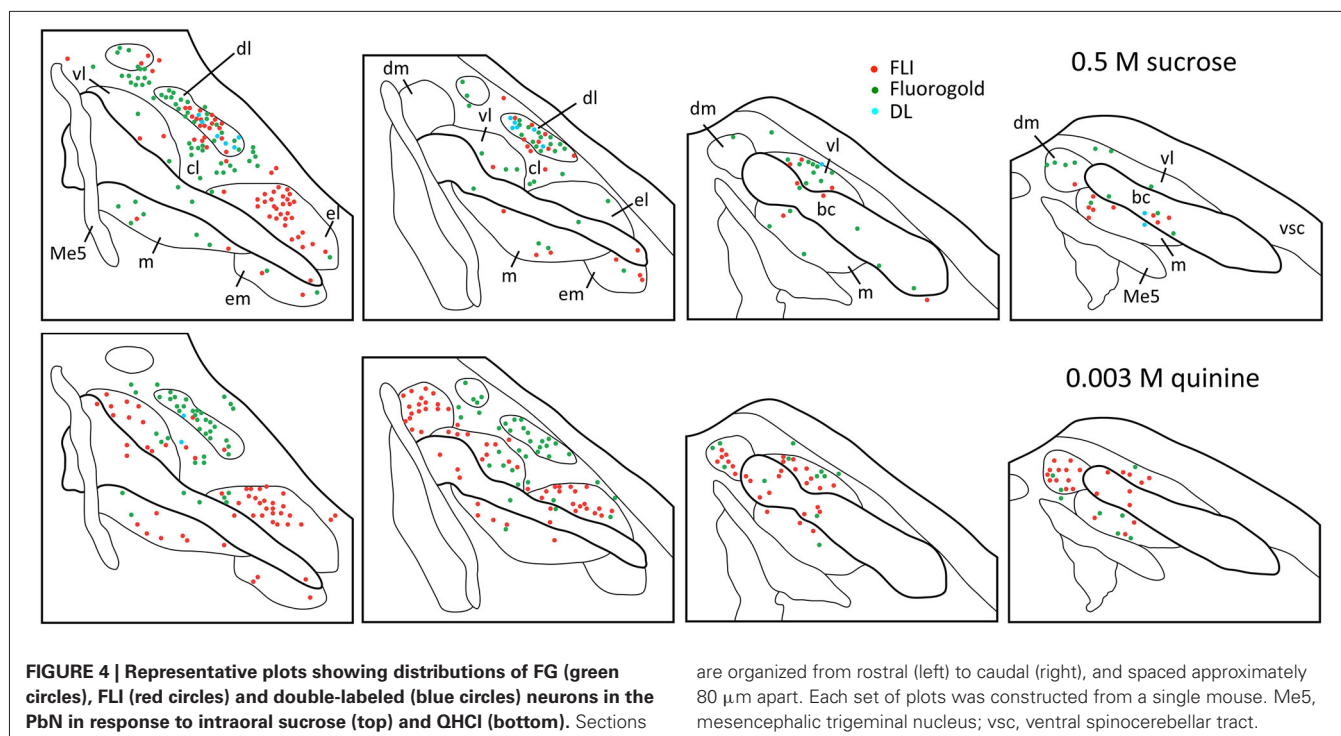 dl
vl
cl
el
Me5
m
em
dm
dl
vl
cl
el
m
em
FLI
Fluorogold
DL
dm
vl
bc
m
0.5 M sucrose
dm
vl
bc
vsc
m
Me5
0.003 M quinine
FIGURE 4 | Representative plots showing distributions of FG (green
circles), FLI (red circles) and double-labeled (blue circles) neurons in the
PbN in response to intraoral sucrose (top) and QHCl (bottom). Sections
are organized from rostral (left) to caudal (right), and spaced approximately
80 μm apart. Each set of plots was constructed from a single mouse. Me5,
mesencephalic trigeminal nucleus; vsc, ventral spinocerebellar tract.